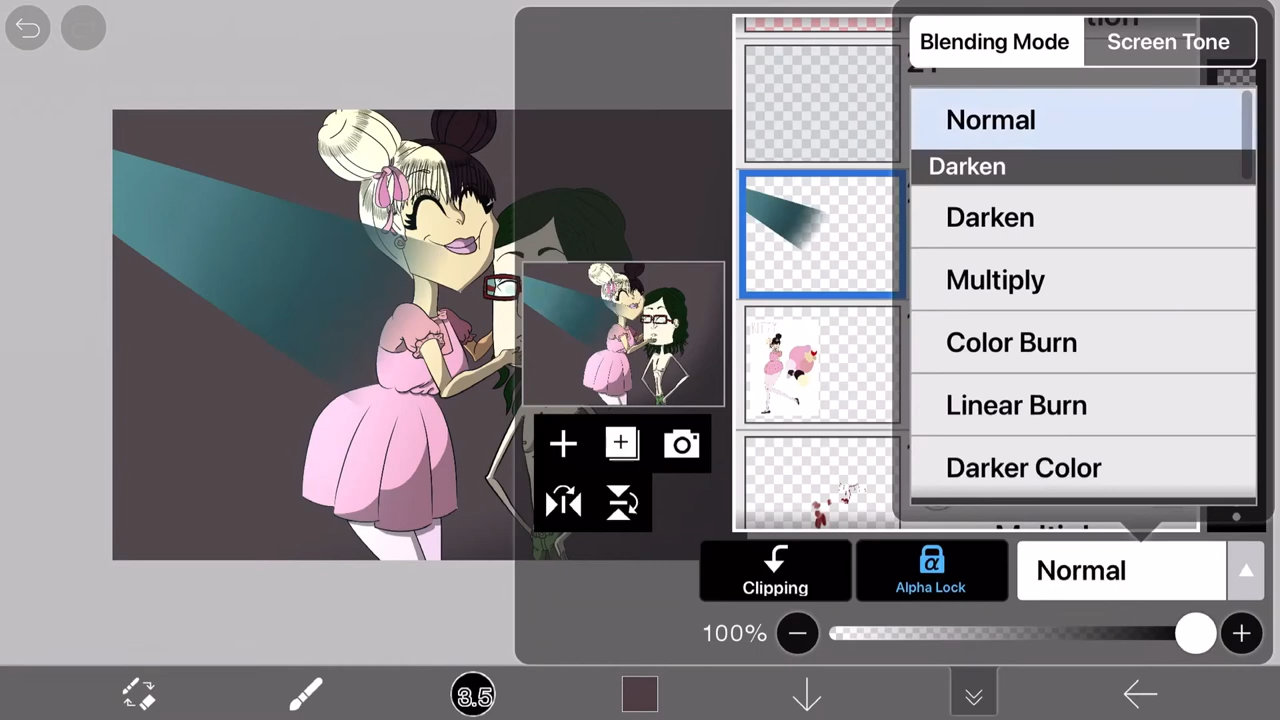 Blending Mode
Screen Tone
Normal
Darken
Darken
Multiply
Color Burn
Linear Burn
Darker Color
Clipping
α
Alpha Lock
Normal
100%
3.5